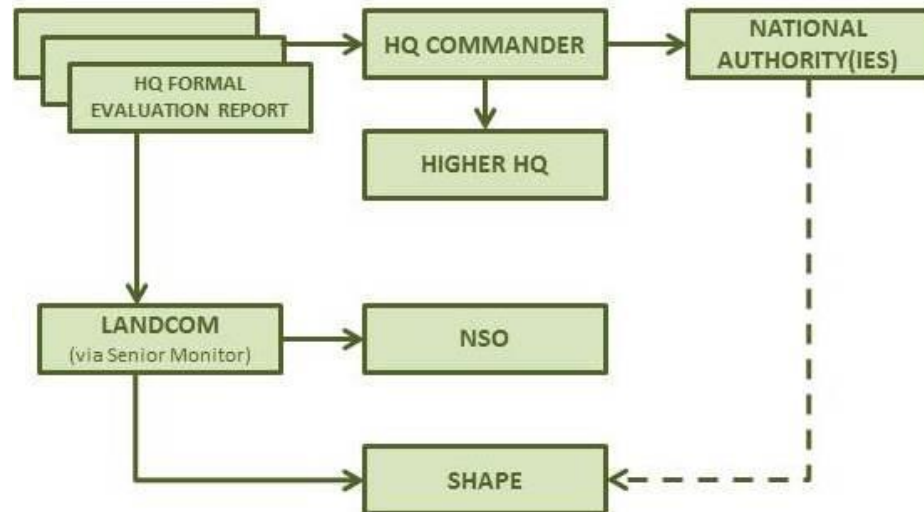 HQ FORMAL
EVALUATION REPORT
HQ COMMANDER
NATIONAL
AUTHORITY(IES)
HIGHER HQ
LANDCOM
(via Senior Monitor)
NSO
SHAPE